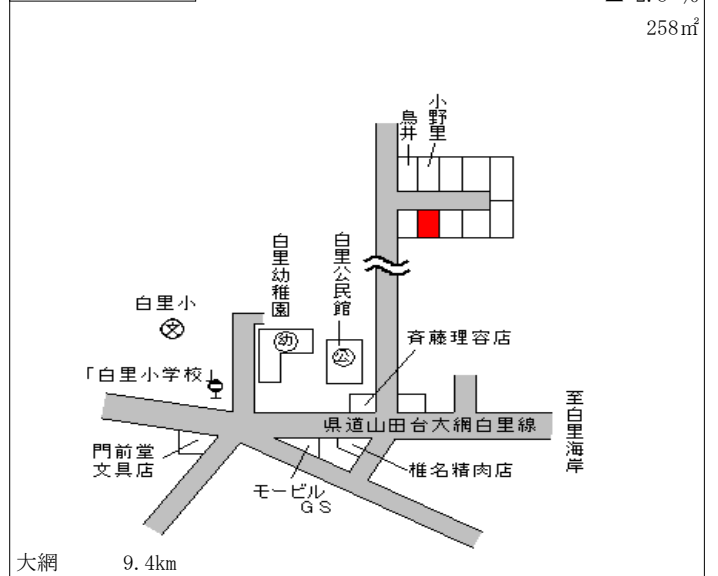 258㎡
小野里
鳥井
白里幼稚園
白里公民館
白里小
文
幼
公
斉藤理容店
「白里小学校」
県道山田台大網白里線
至白里海岸
門前堂
文具店
モービル
GS
椎名精肉店
大網 9.4km